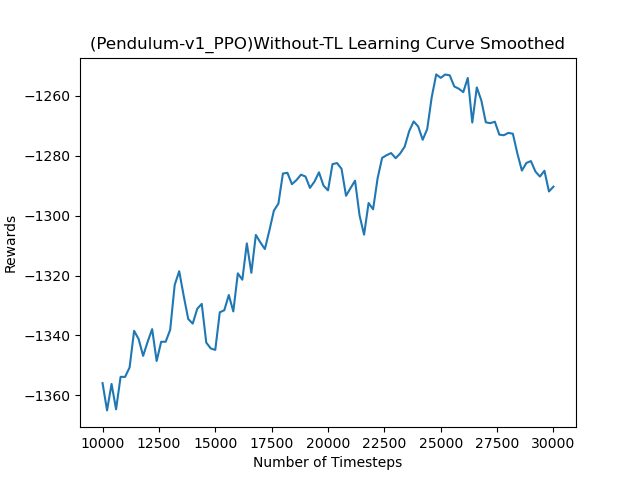 (Pendulum-v1_PPO)Without-TL Learning Curve Smoothed
Rewards
−1260
−1280
−1300
−1320
−1340
−1360
10000 12500 15000 17500 20000 22500 25000 27500 30000
Number of Timesteps